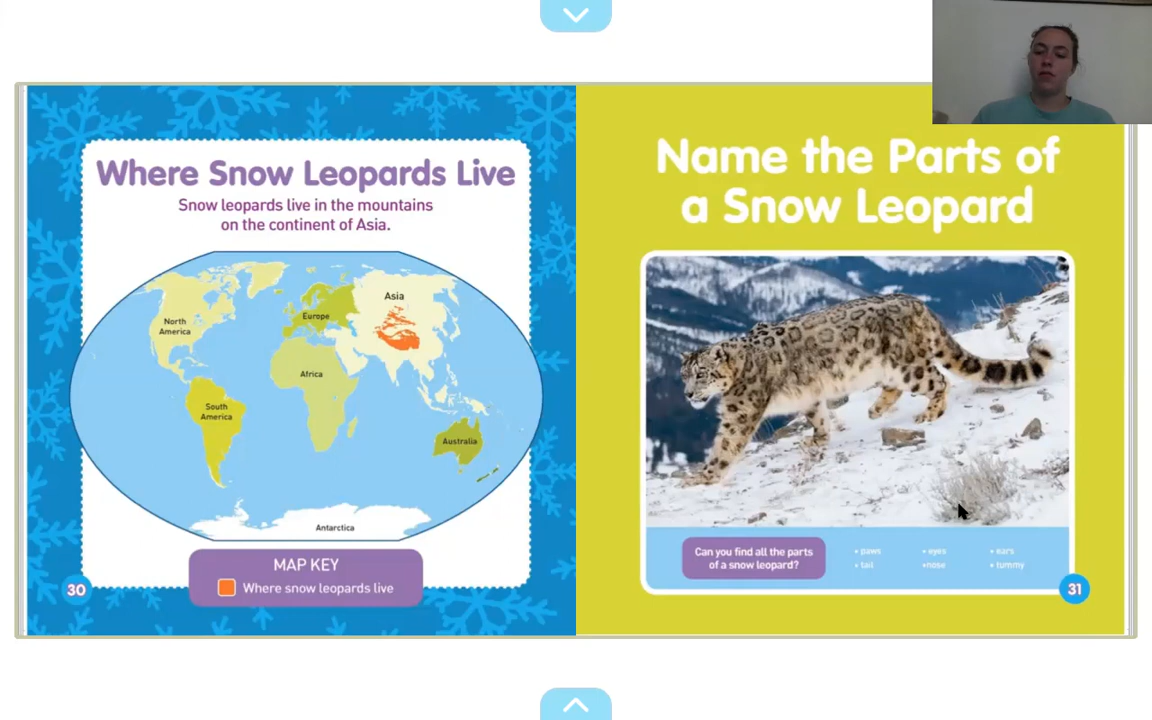 Where Snow Leopards Live
Snow leopards live in the mountains
on the continent of Asia.
North
America
South
America
Europe
Africa
Asia
Australia
Antarctica
MAP KEY
Where snow leopards live
30
Name the Parts of
a Snow Leopard
Can you find all the parts
of a snow leopard?
• paws
• tail
• eyes
•nose
• ears
• tummy
31